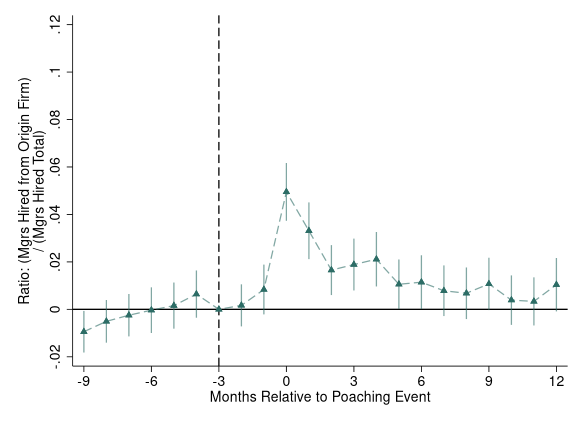 .12
.1
.08
.06
.04
.02
0
-.02
Ratio: (Mgrs Hired from Origin Firm)
/ (Mgrs Hired Total)
-9 -6 -3 0 3 6 9 12
Months Relative to Poaching Event